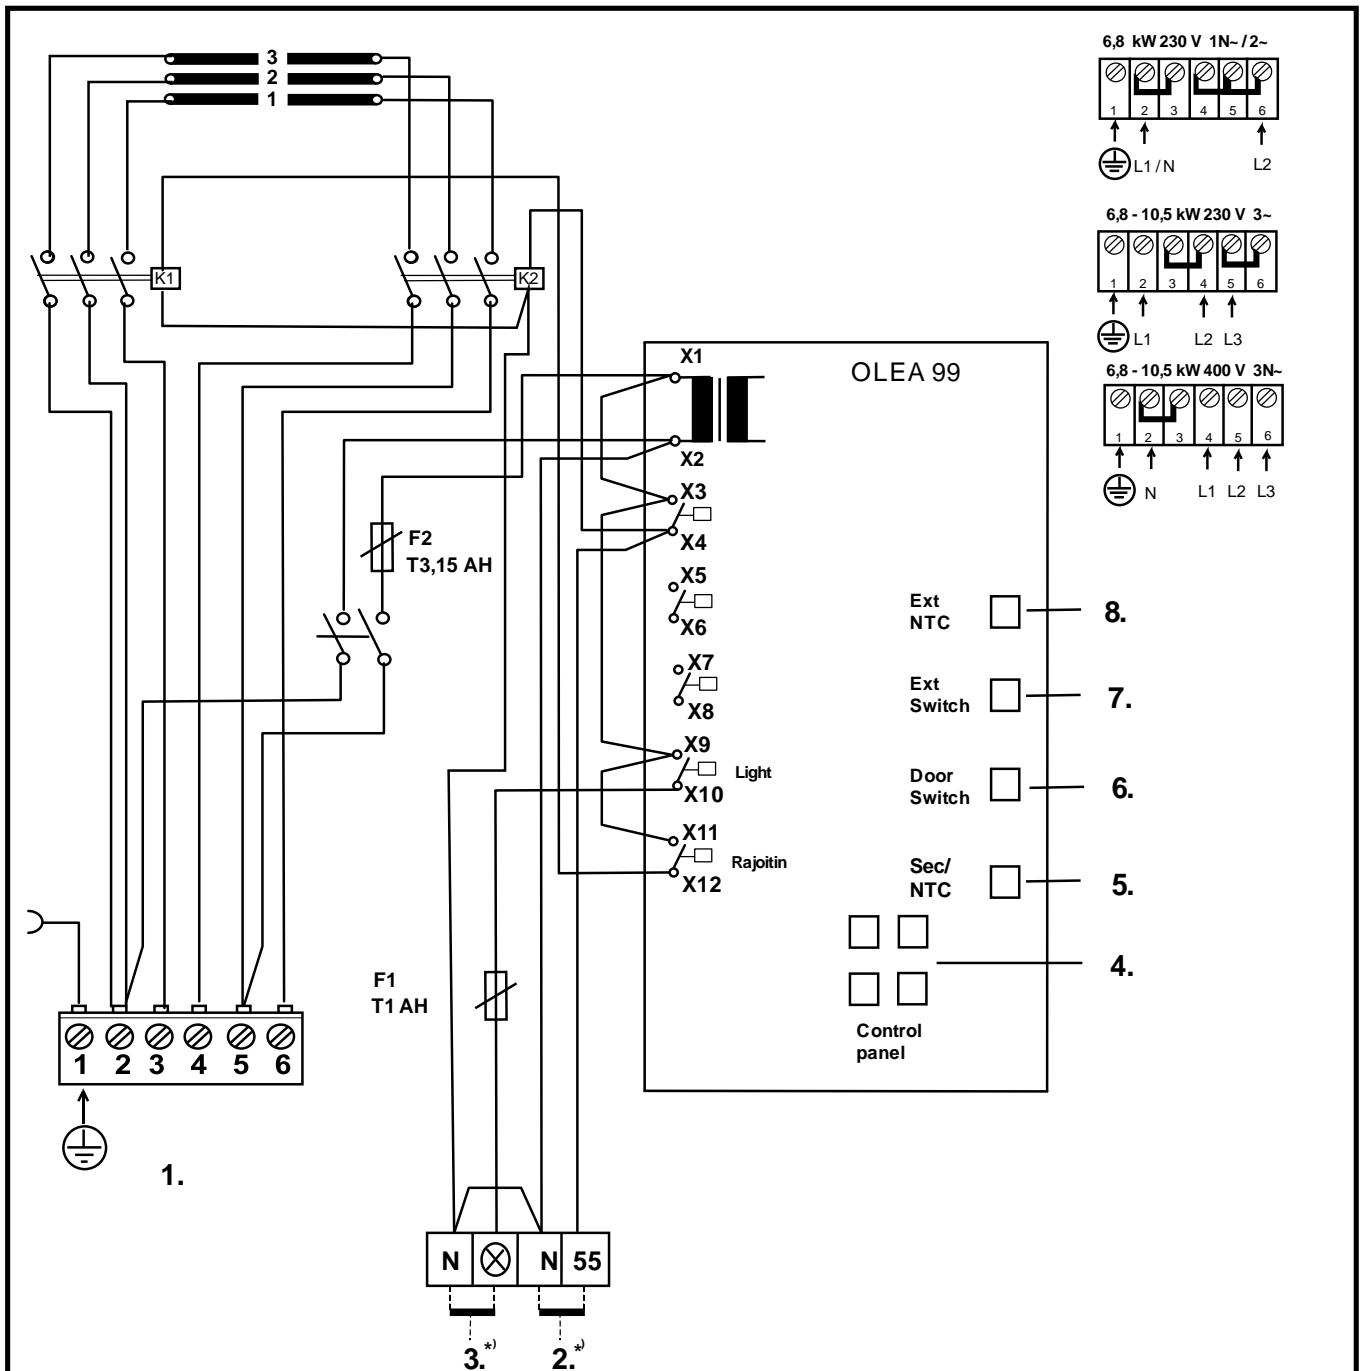 3
2
1
6,8 kW 230 V 1N~ / 2~
1 2 3 4 5 6
L1 / N L2
6,8 - 10,5 kW 230 V 3~
1 2 3 4 5 6
L1 L2 L3
6,8 - 10,5 kW 400 V 3N~
1 2 3 4 5 6
N L1 L2 L3
K1
K2
OLEA 99
X1
X2
X3
X4
X5
X6
X7
X8
X9
Light
X10
X11
Rajoitin
X12
F2
T3,15 AH
Ext
NTC
8.
Ext
Switch
7.
Door
Switch
6.
Sec/
NTC
5.
4.
Control
panel
F1
T1 AH
1 2 3 4 5 6
1.
N N 55
3.*) 2.*)